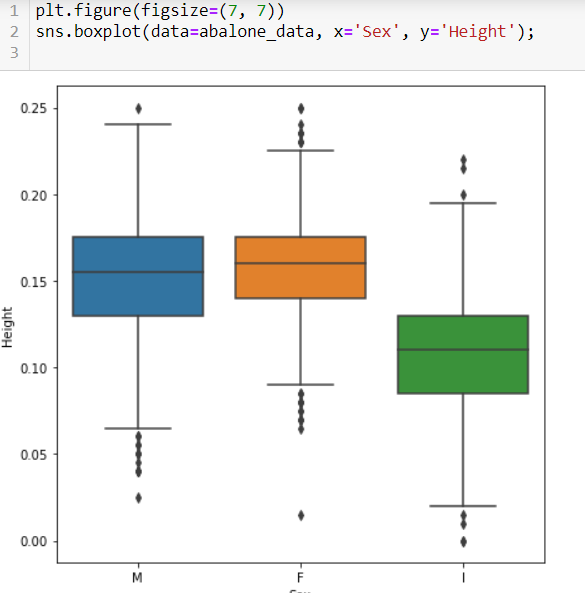 1 plt.figure(figsize=(7, 7))
2 sns.boxplot(data=abalone_data, x='Sex', y='Height');
3
0.25
0.20
0.15
0.10
0.05
0.00
Height
M F I